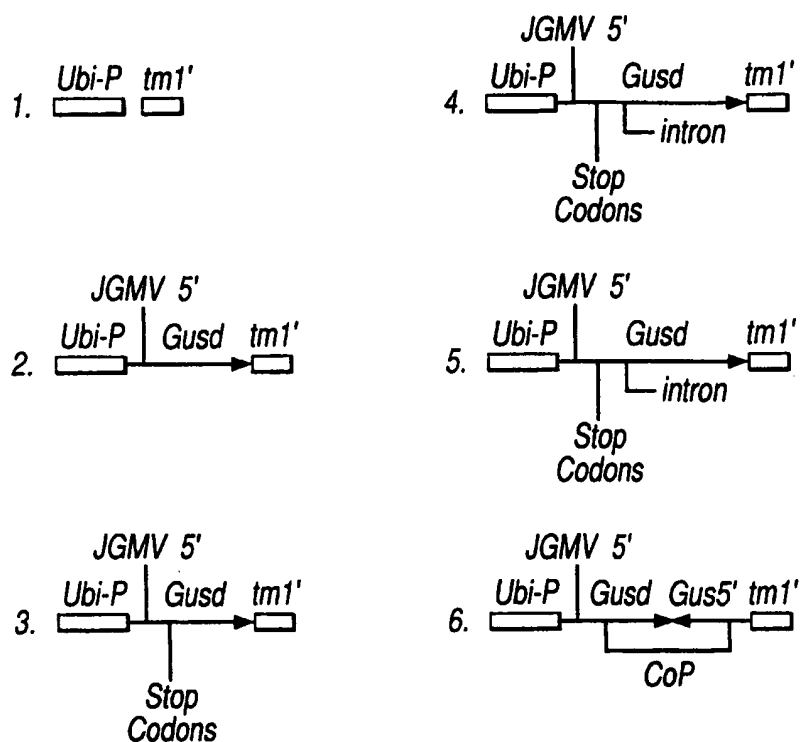 1. Ubi-P tm1'
2. Ubi-P JGMV 5' Gusd tm1'
3. Ubi-P JGMV 5' Gusd tm1'
Stop
Codons
4. Ubi-P JGMV 5' Gusd tm1'
intron
Stop
Codons
5. Ubi-P JGMV 5' Gusd tm1'
intron
Stop
Codons
6. Ubi-P JGMV 5' Gusd Gus5' tm1'
CoP